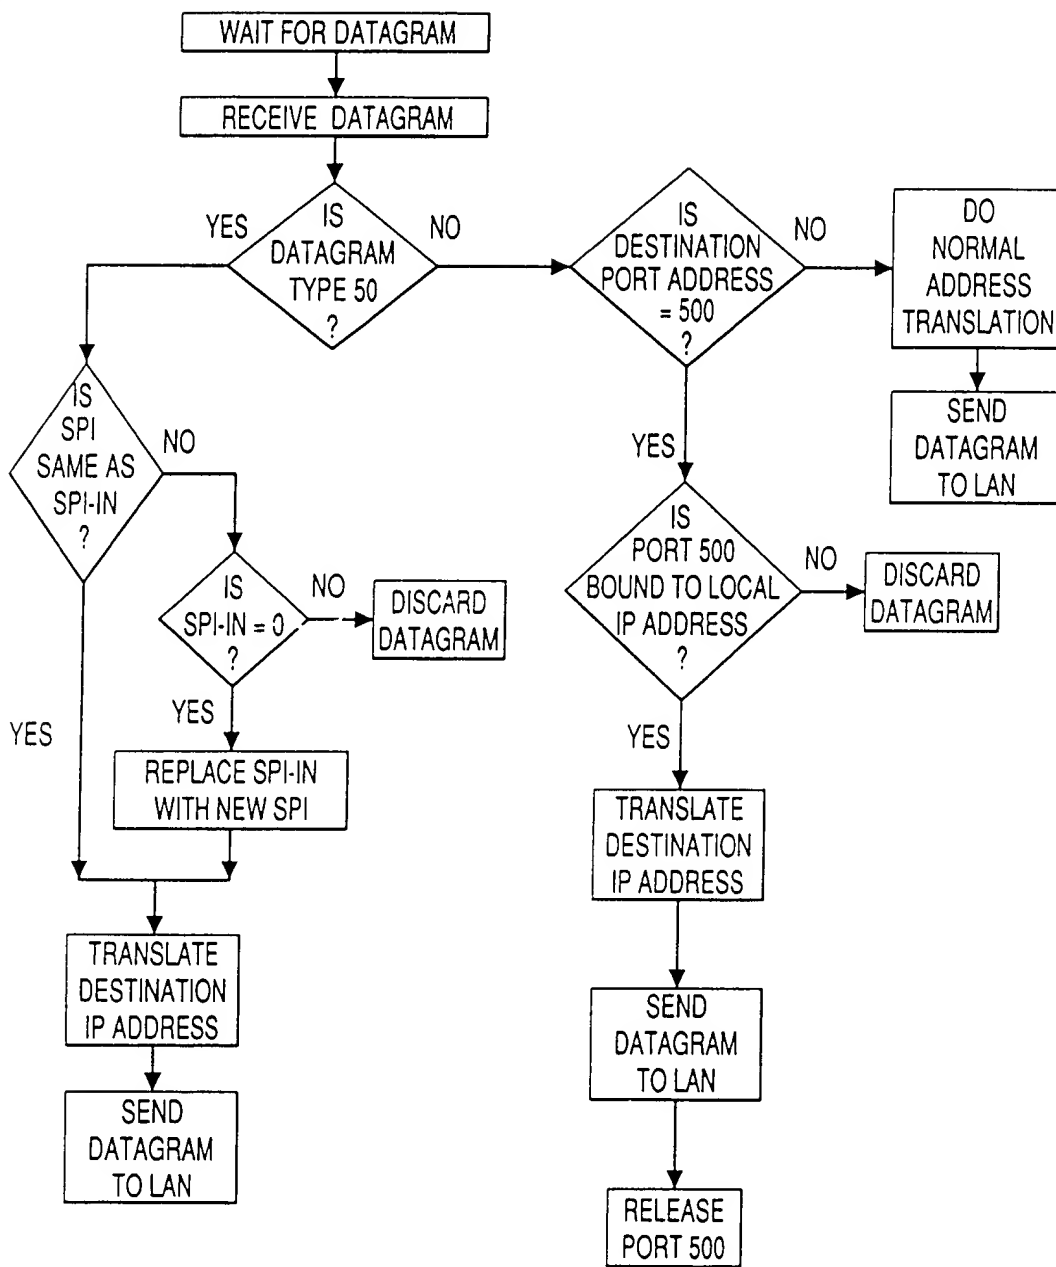 WAIT FOR DATAGRAM
RECEIVE DATAGRAM
YES
IS
DATAGRAM
TYPE 50
?
NO
IS
DESTINATION
PORT ADDRESS
= 500
?
NO
DO
NORMAL
ADDRESS
TRANSLATION
SEND
DATAGRAM
TO LAN
IS
SPI
SAME AS
SPI-IN
?
NO
YES
IS
SPI-IN = 0
?
NO
DISCARD
DATAGRAM
YES
REPLACE SPI-IN
WITH NEW SPI
YES
IS
PORT 500
BOUND TO LOCAL
IP ADDRESS
?
NO
DISCARD
DATAGRAM
YES
TRANSLATE
DESTINATION
IP ADDRESS
SEND
DATAGRAM
TO LAN
RELEASE
PORT 500
TRANSLATE
DESTINATION
IP ADDRESS
SEND
DATAGRAM
TO LAN